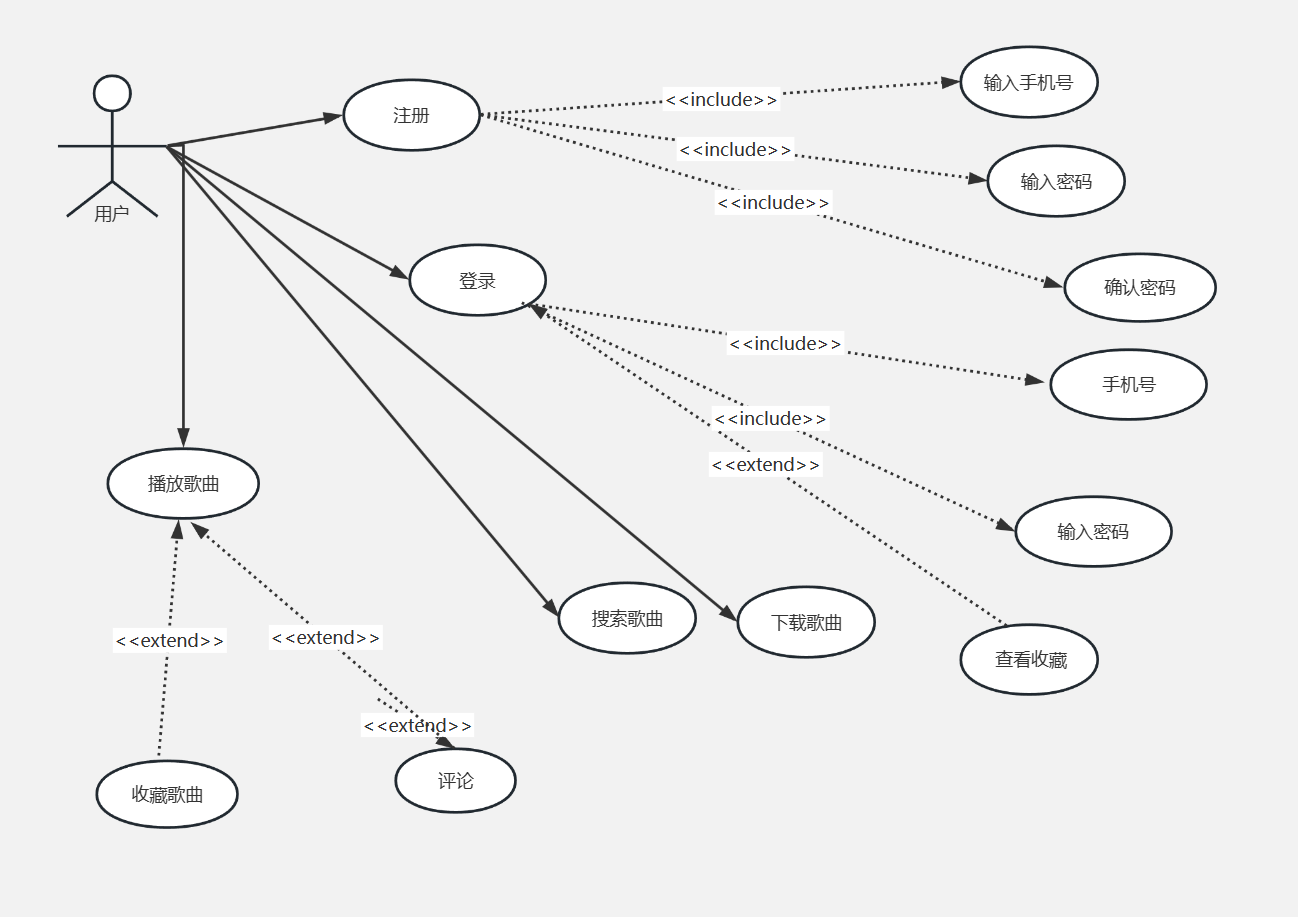 输入手机号
<<include>>
注册
<<include>>
输入密码
<<include>>
用户
登录
确认密码
<<include>>
手机号
<<include>>
<<extend>>
播放歌曲
输入密码
搜索歌曲
下载歌曲
<<extend>>
<<extend>>
查看收藏
<<extend>>
收藏歌曲
评论